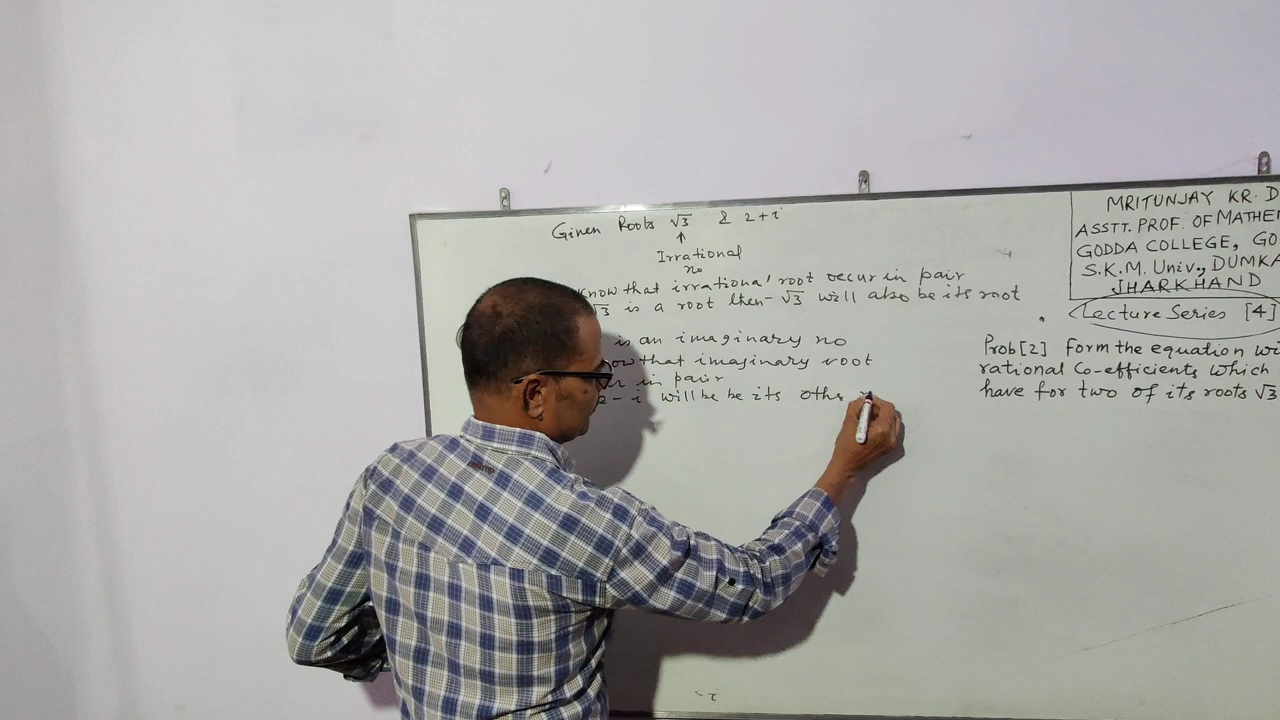 Given Roots √3 & 2+i
↑
Irrational
no
know that irrational root occur in pair
√3 is a root then -√3 will also be its root
is an imaginary no
now that imaginary root
in pair
2-i will be be its othe
MRITUNJAY KR. D
ASSTT. PROF. OF MATHE
GODDA COLLEGE, GO
S.K.M. Univ., DUMKA
JHARKHAND
Lecture Series [4]
Prob[2] Form the equation wi
rational Co-efficients which
have for two of its roots √3
-i